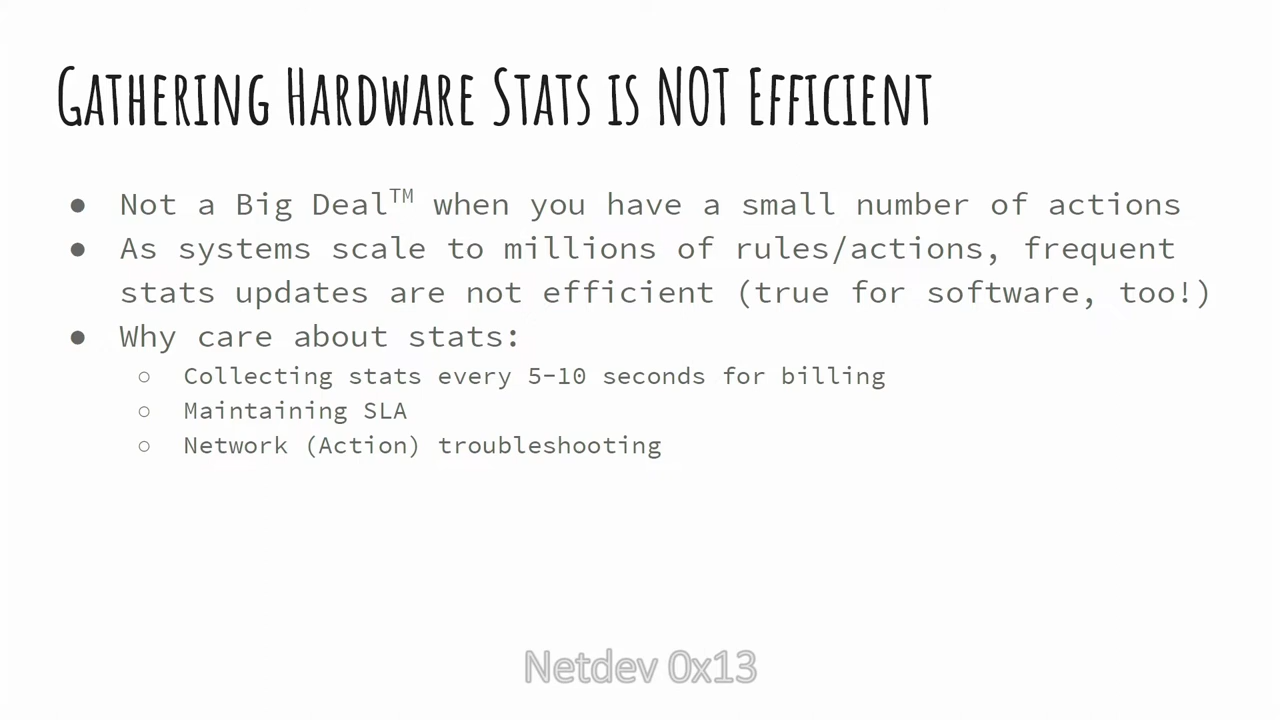 Gathering Hardware Stats is NOT Efficient
● Not a Big Deal™ when you have a small number of actions
● As systems scale to millions of rules/actions, frequent
stats updates are not efficient (true for software, too!)
● Why care about stats:
○ Collecting stats every 5-10 seconds for billing
○ Maintaining SLA
○ Network (Action) troubleshooting
Netdev 0x13